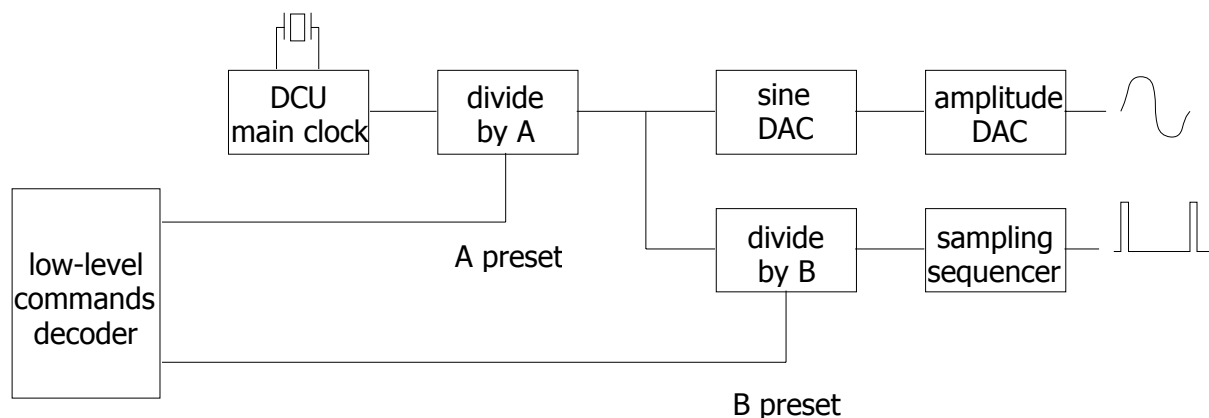 DCU
main clock
divide
by A
sine
DAC
amplitude
DAC
low-level
commands
decoder
A preset
divide
by B
sampling
sequencer
B preset